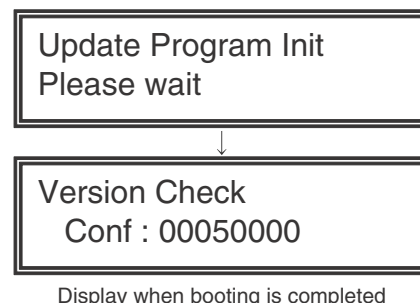 Update Program Init
Please wait
↓
Version Check
Conf : 00050000
Display when booting is completed